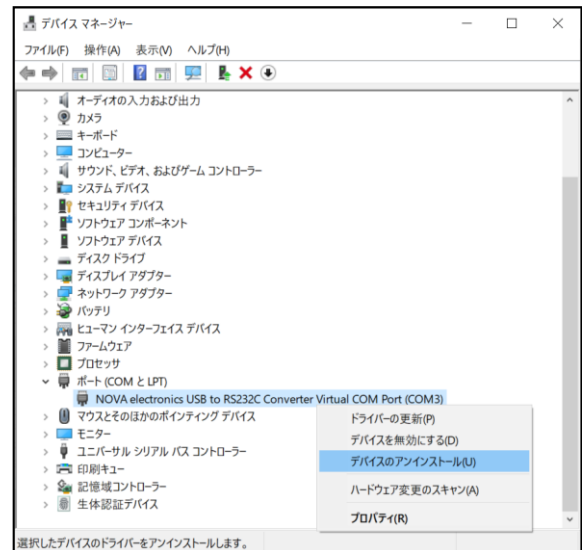 デバイス マネージャー
ファイル(F) 操作(A) 表示(V) ヘルプ(H)
オーディオの入力および出力
カメラ
キーボード
コンピューター
サウンド、ビデオ、およびゲーム コントローラー
システム デバイス
セキュリティ デバイス
ソフトウェア コンポーネント
ソフトウェア デバイス
ディスク ドライブ
ディスプレイ アダプター
ネットワーク アダプター
バッテリ
ヒューマン インターフェイス デバイス
ファームウェア
プロセッサ
ポート (COM と LPT)
NOVA electronics USB to RS232C Converter Virtual COM Port (COM3)
マウスとそのほかのポインティング デバイス
モニター
ユニバーサル シリアル バス コントローラー
印刷キュー
記憶域コントローラー
生体認証デバイス
ドライバーの更新(P)
デバイスを無効にする(D)
デバイスのアンインストール(U)
ハードウェア変更のスキャン(A)
プロパティ(R)
選択したデバイスのドライバーをアンインストールします。